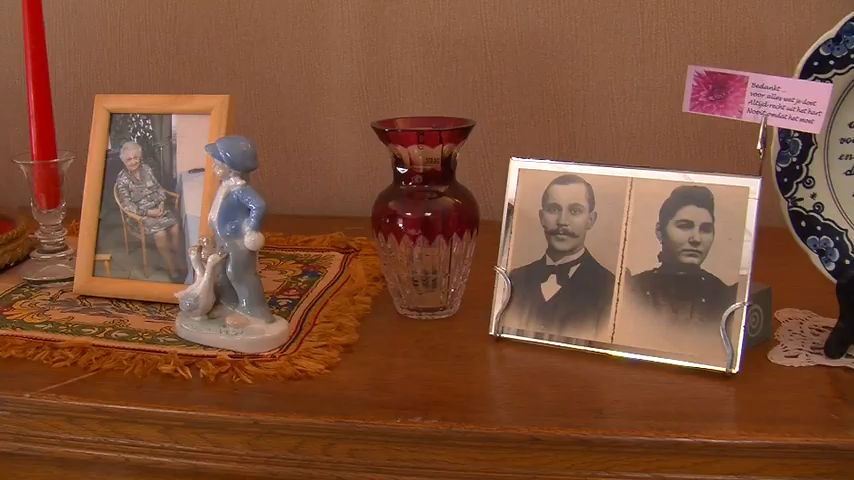 Bedankt...
voor alles wat je doet
Altijd recht uit het hart
Nooit omdat het moet